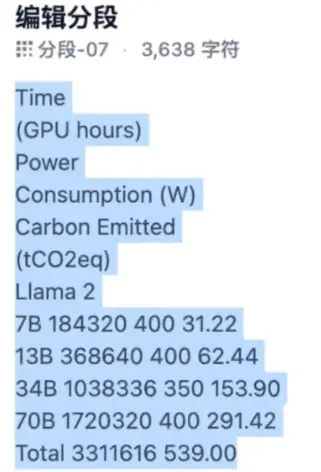 编辑分段
分段-07 · 3,638 字符
Time
(GPU hours)
Power
Consumption (W)
Carbon Emitted
(tCO2eq)
Llama 2
7B 184320 400 31.22
13B 368640 400 62.44
34B 1038336 350 153.90
70B 1720320 400 291.42
Total 3311616 539.00